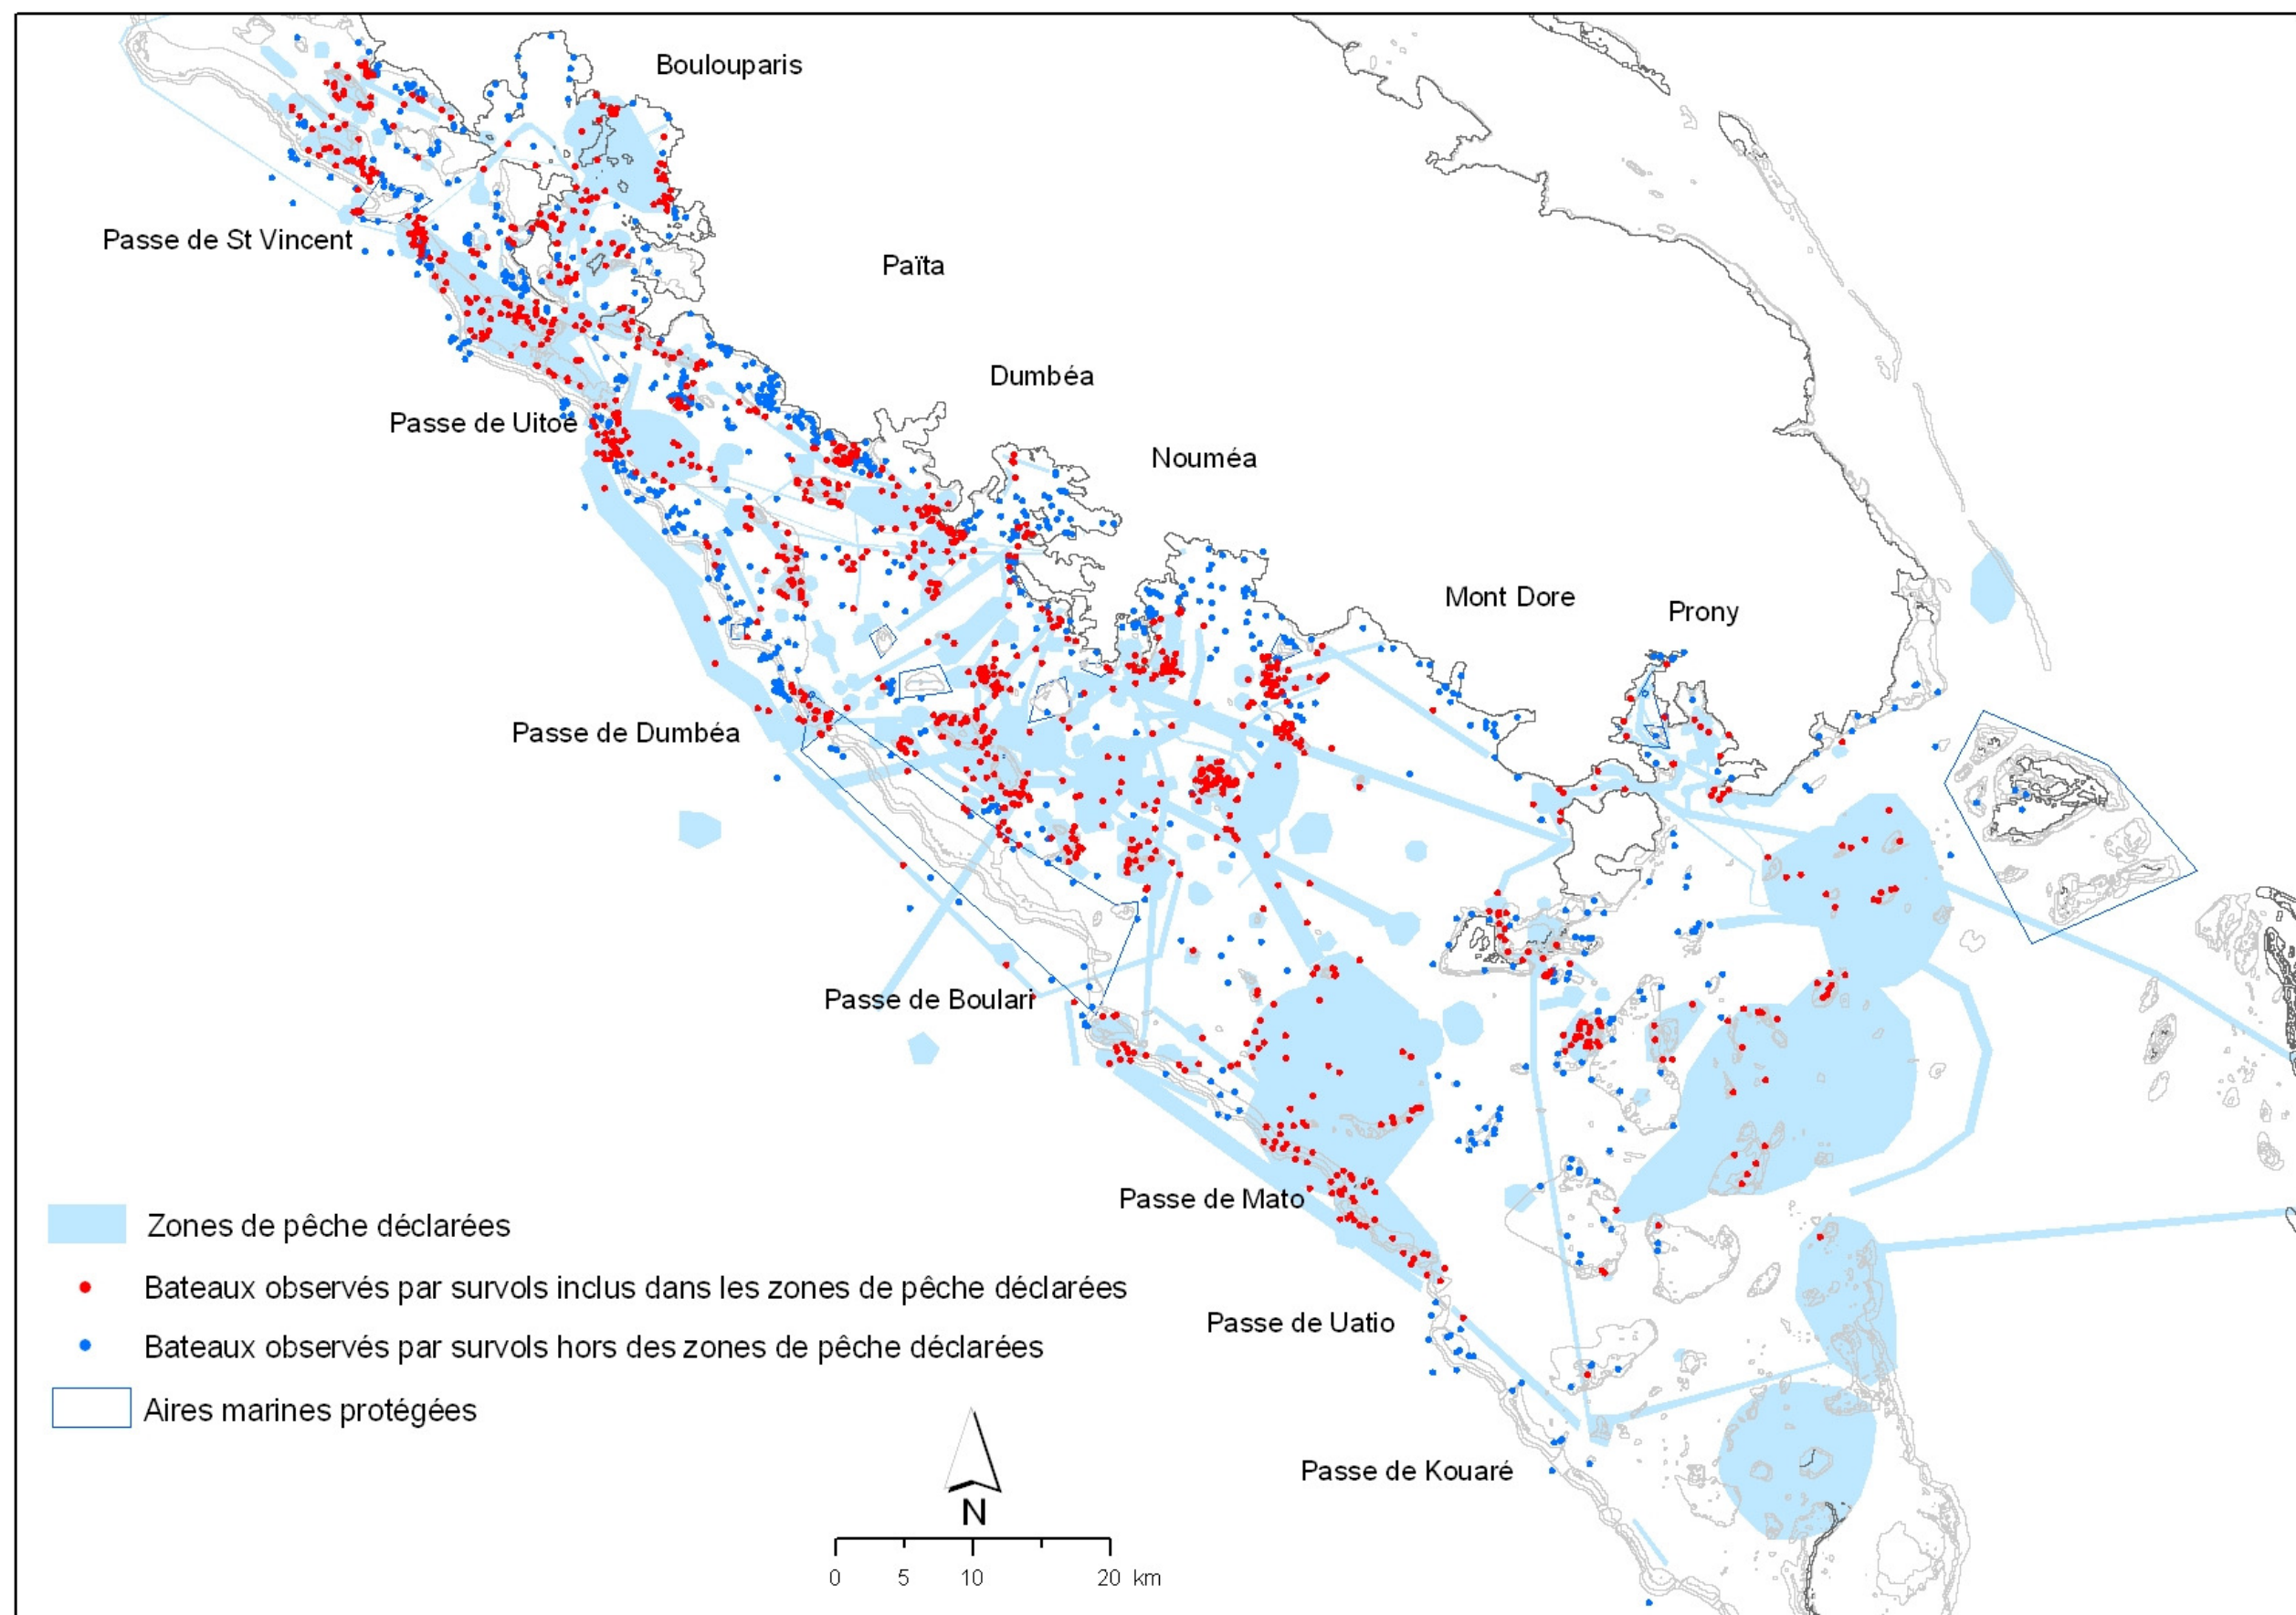 Boulouparis
Passe de St Vincent
Païta
Dumbéa
Passe de Uitoé
Nouméa
Mont Dore
Prony
Passe de Dumbéa
Passe de Boulari
Passe de Mato
Zones de pêche déclarées
Bateaux observés par survols inclus dans les zones de pêche déclarées
Passe de Uatio
Bateaux observés par survols hors des zones de pêche déclarées
Aires marines protégées
Passe de Kouaré
N
0 5 10 20 km